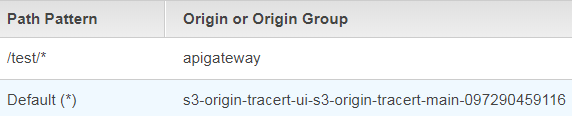 Path Pattern Origin or Origin Group
/test/* apigateway
Default (*) s3-origin-tracert-ui-s3-origin-tracert-main-097290459116